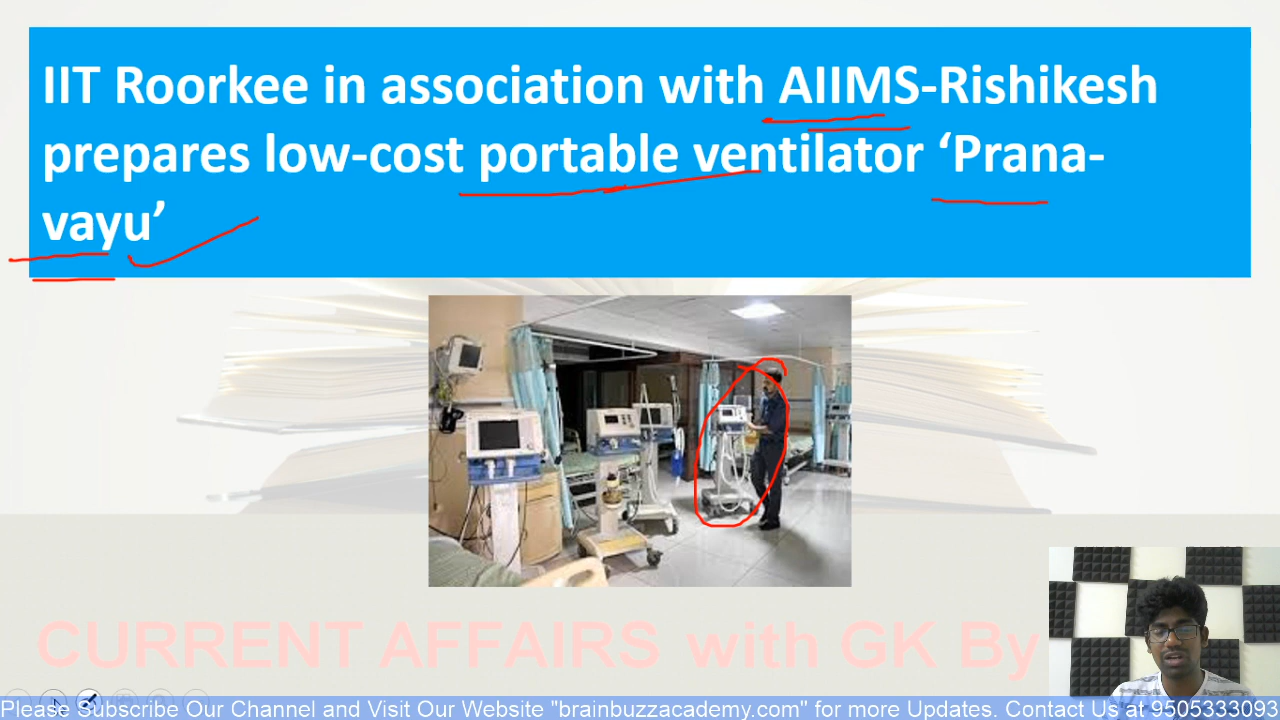 IIT Roorkee in association with AIIMS-Rishikesh
prepares low-cost portable ventilator ‘Prana-
vayu’
CURRENT AFFAIRS with GK By
Please Subscribe Our Channel and Visit Our Website "brainbuzzacademy.com" for more Updates. Contact Us at 9505333093